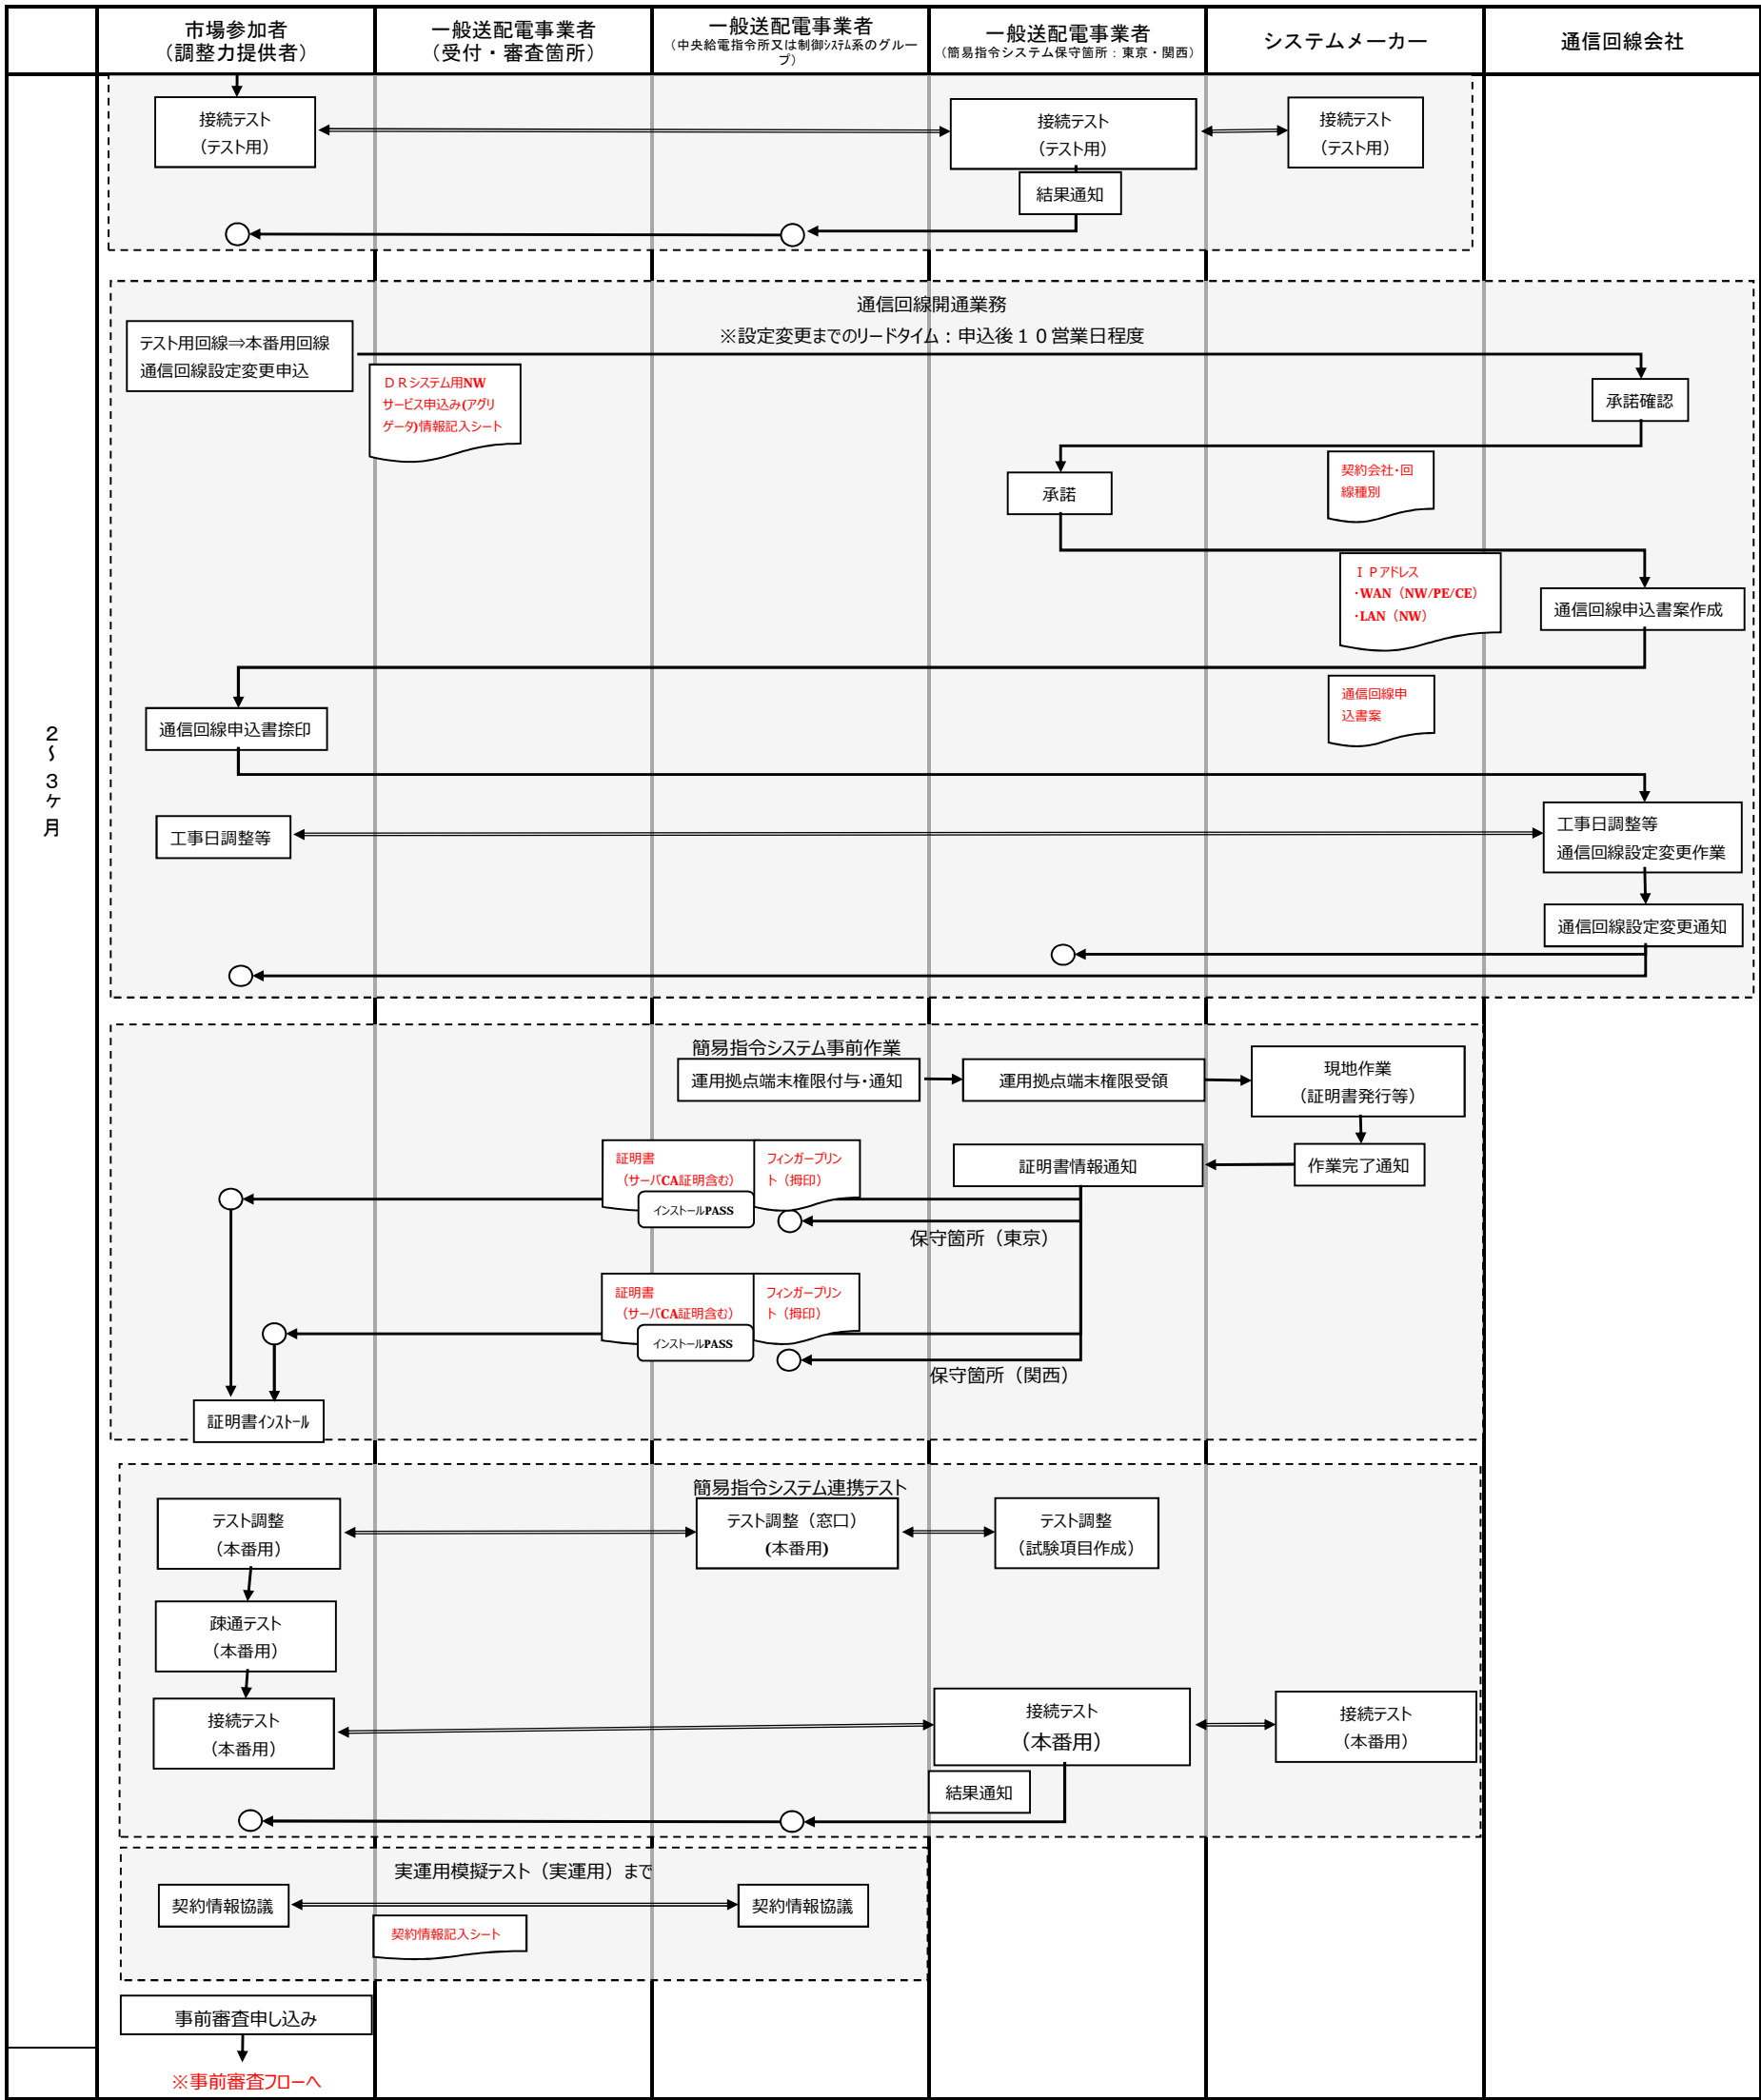 市場参加者
（調整力提供者）
一般送配電事業者
（受付・審査箇所）
一般送配電事業者
（中央給電指令所又は制御ｼｽﾃﾑ系のグルー
プ）
一般送配電事業者
（簡易指令システム保守箇所：東京・関西）
システムメーカー
通信回線会社
２～３ヶ月
接続テスト
（テスト用）
接続テスト
（テスト用）
接続テスト
（テスト用）
結果通知
通信回線開通業務
※設定変更までのリードタイム：申込後１０営業日程度
テスト用回線⇒本番用回線
通信回線設定変更申込
ＤＲシステム用NW
サービス申込み(アグリ
ゲータ)情報記入シート
承諾確認
契約会社・回
線種別
承諾
ＩＰアドレス
・WAN（NW/PE/CE）
・LAN（NW）
通信回線申込書案作成
通信回線申
込書案
通信回線申込書捺印
工事日調整等
工事日調整等
通信回線設定変更作業
通信回線設定変更通知
簡易指令システム事前作業
運用拠点端末権限付与・通知
運用拠点端末権限受領
現地作業
（証明書発行等）
作業完了通知
証明書情報通知
証明書
（サーバCA証明含む）
フィンガープリン
ト（拇印）
インストールPASS
保守箇所（東京）
証明書
（サーバCA証明含む）
フィンガープリン
ト（拇印）
インストールPASS
保守箇所（関西）
証明書ｲﾝｽﾄｰﾙ
簡易指令システム連携テスト
テスト調整
（本番用）
テスト調整（窓口）
(本番用)
テスト調整
（試験項目作成）
疎通テスト
（本番用）
接続テスト
（本番用）
接続テスト
（本番用）
接続テスト
（本番用）
結果通知
実運用模擬テスト（実運用）まで
契約情報協議
契約情報協議
契約情報記入シート
事前審査申し込み
※事前審査フローへ